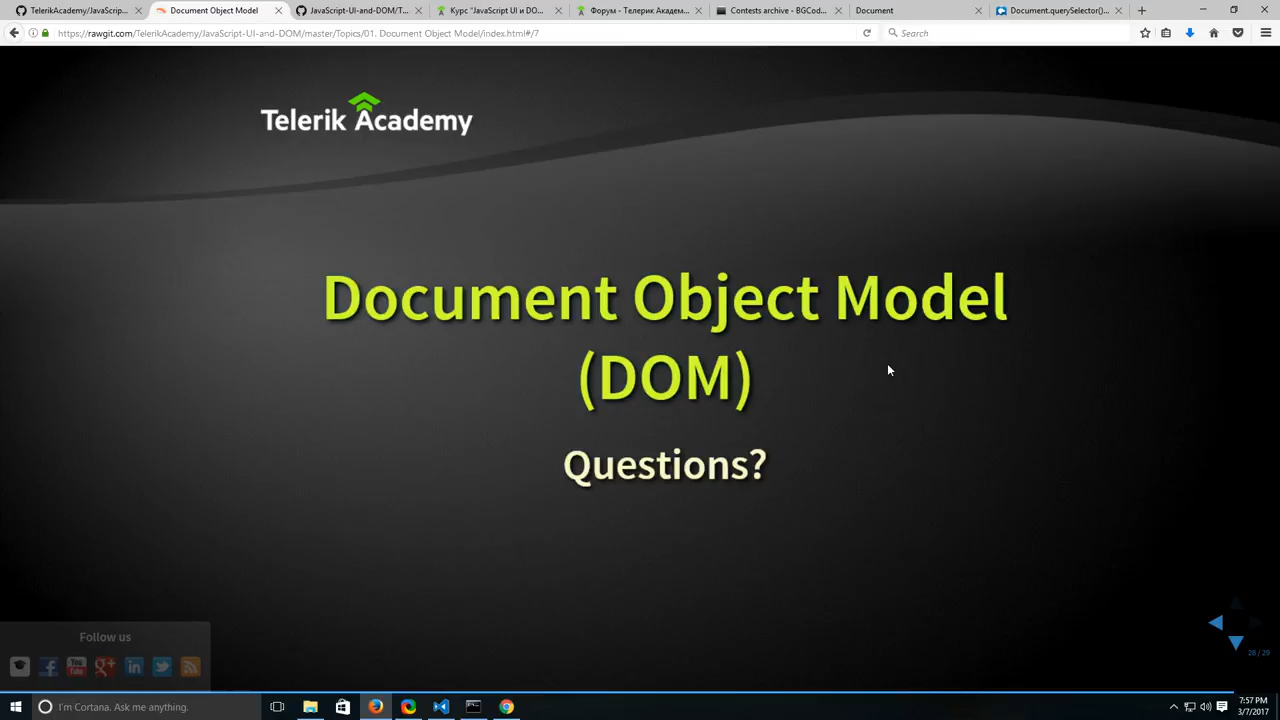 TelerikAcademy/JavaScrip...
Document Object Model
JavaScript-UI-and-DOM/T...
Курс "JavaScript UI и DO...
Форум - Телерик Академ...
Contests archive - BGCod...
Document
Document.querySelector()...
https://rawgit.com/TelerikAcademy/JavaScript-UI-and-DOM/master/Topics/01. Document Object Model/index.html#/7
Search
Telerik Academy
Document Object Model
(DOM)
Questions?
Follow us
28 / 29
I'm Cortana. Ask me anything.
7:57 PM
3/7/2017